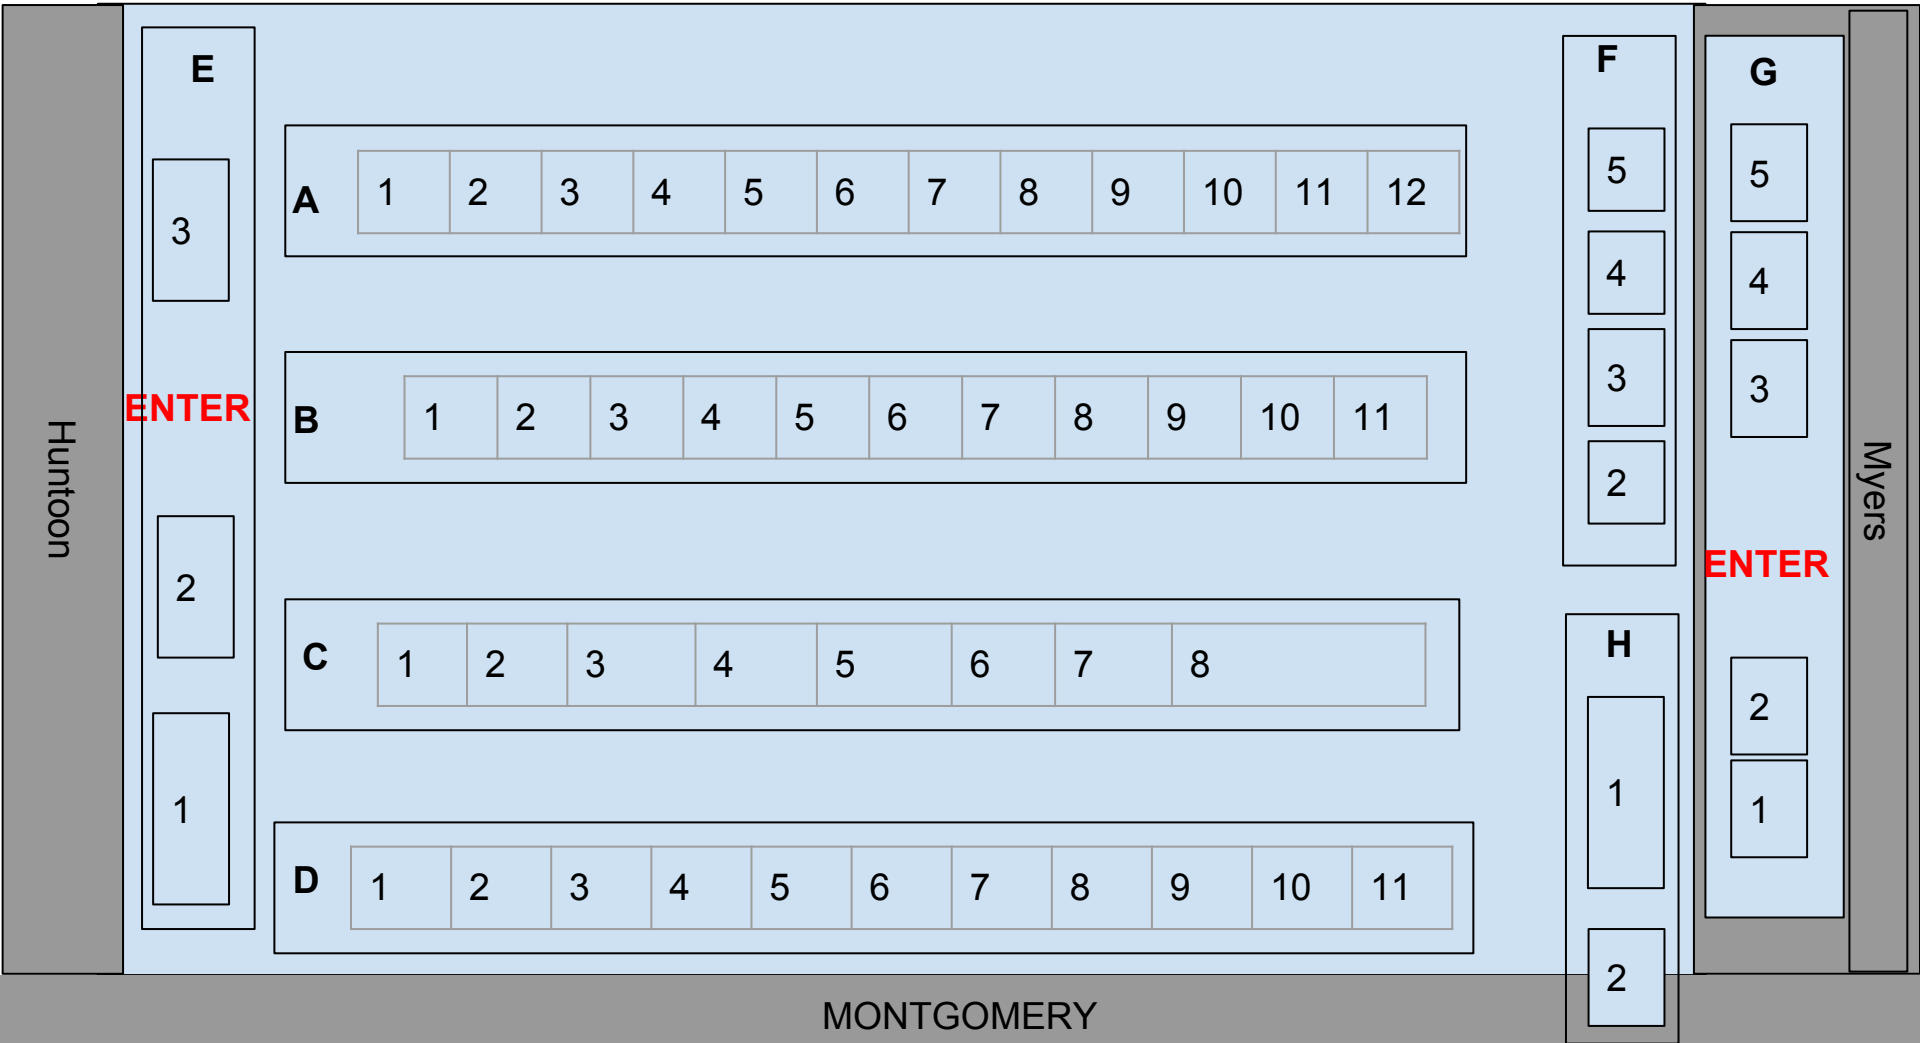 E
F
G
A 1 2 3 4 5 6 7 8 9 10 11 12
3
5
4
3
2
5
4
3
ENTER
B 1 2 3 4 5 6 7 8 9 10 11
Huntoon
Myers
ENTER
2
C 1 2 3 4 5 6 7 8
H
1
2
2
1
1
D 1 2 3 4 5 6 7 8 9 10 11
MONTGOMERY